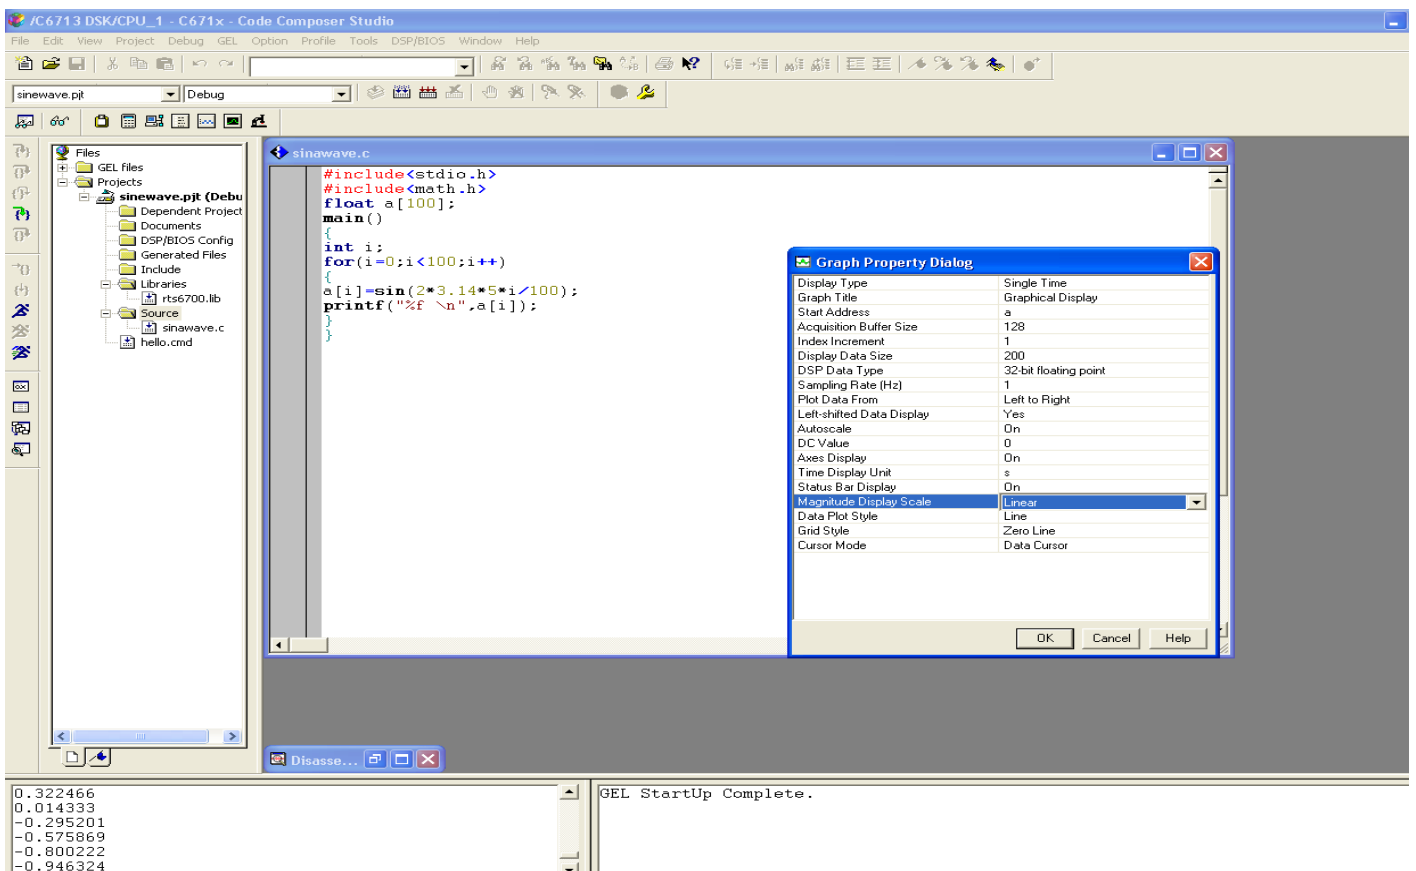 /C6713 DSK/CPU_1 - C671x - Code Composer Studio
File Edit View Project Debug GEL Option Profile Tools DSP/BIOS Window Help
sinewave.pjt Debug
Files
GEL files
Projects
sinewave.pjt (Debu
Dependent Project
Documents
DSP/BIOS Config
Generated Files
Include
Libraries
rts6700.lib
Source
sinawave.c
hello.cmd
sinawave.c
#include<stdio.h>
#include<math.h>
float a[100];
main()
{
int i;
for(i=0;i<100;i++)
{
a[i]=sin(2*3.14*5*i/100);
printf("%f \n",a[i]);
}
}
Graph Property Dialog
Display Type Single Time
Graph Title Graphical Display
Start Address a
Acquisition Buffer Size 128
Index Increment 1
Display Data Size 200
DSP Data Type 32-bit floating point
Sampling Rate (Hz) 1
Plot Data From Left to Right
Left-shifted Data Display Yes
Autoscale On
DC Value 0
Axes Display On
Time Display Unit s
Status Bar Display On
Magnitude Display Scale Linear
Data Plot Style Line
Grid Style Zero Line
Cursor Mode Data Cursor
OK Cancel Help
Disasse...
0.322466
0.014333
-0.295201
-0.575869
-0.800222
-0.946324
GEL StartUp Complete.